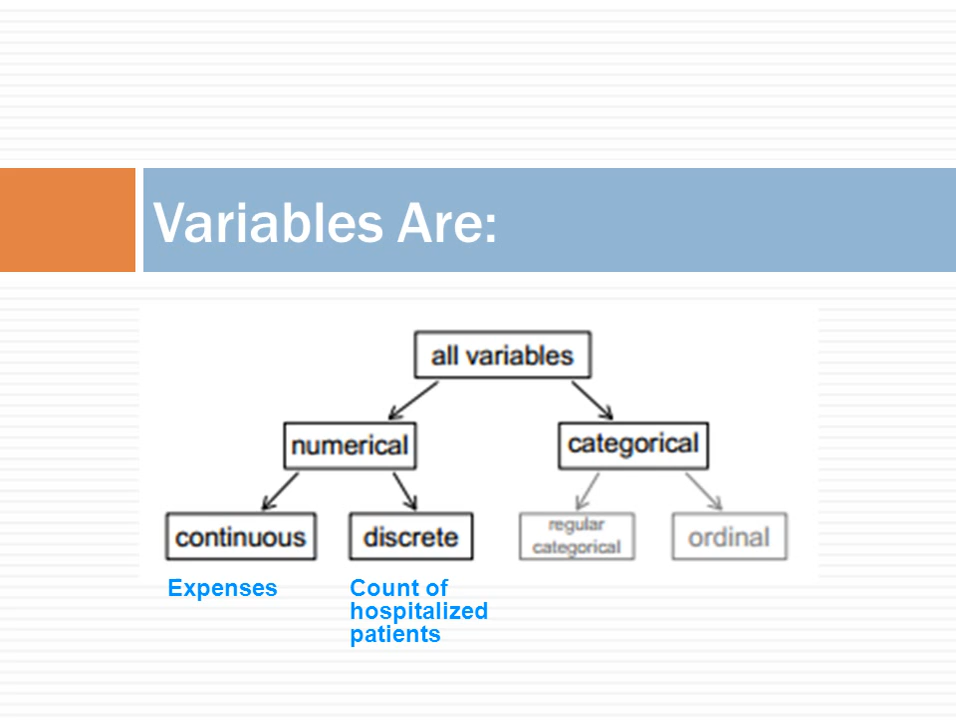 Variables Are:
all variables
numerical
categorical
continuous
discrete
regular
categorical
ordinal
Expenses
Count of
hospitalized
patients